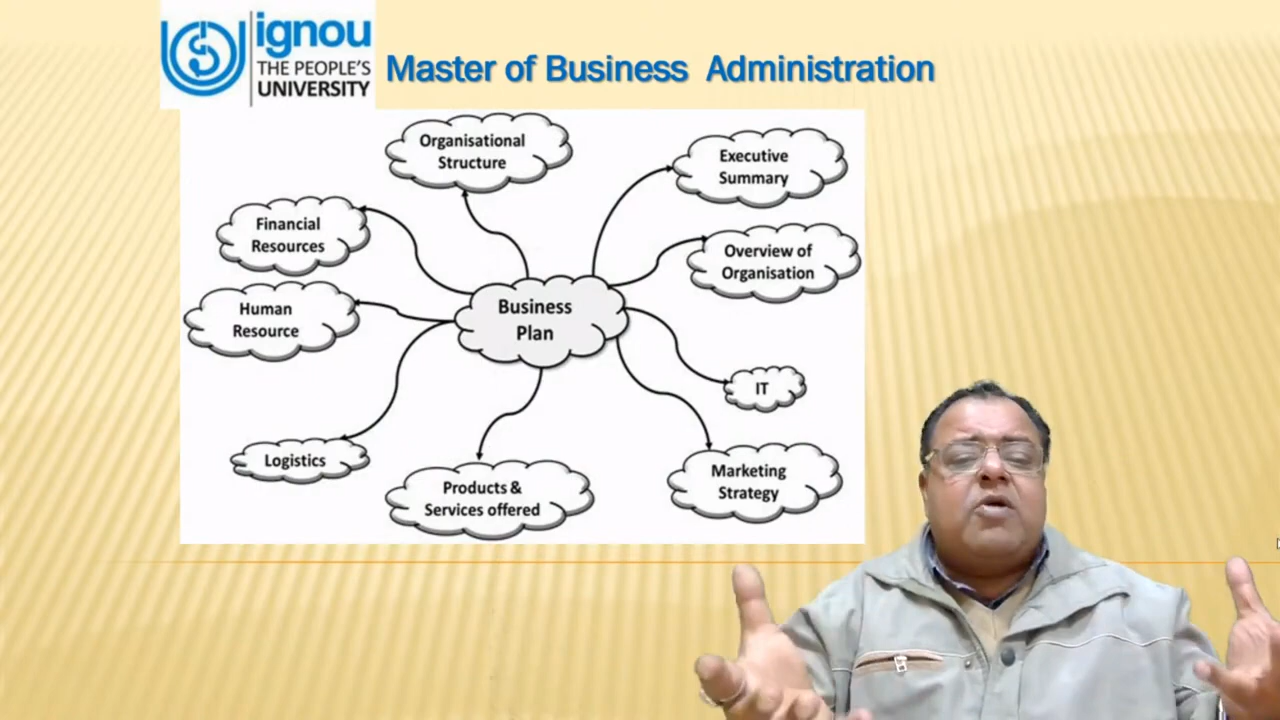 ignou
THE PEOPLE'S
UNIVERSITY
Master of Business Administration
Organisational
Structure
Executive
Summary
Financial
Resources
Overview of
Organisation
Human
Resource
Business
Plan
IT
Logistics
Products &
Services offered
Marketing
Strategy